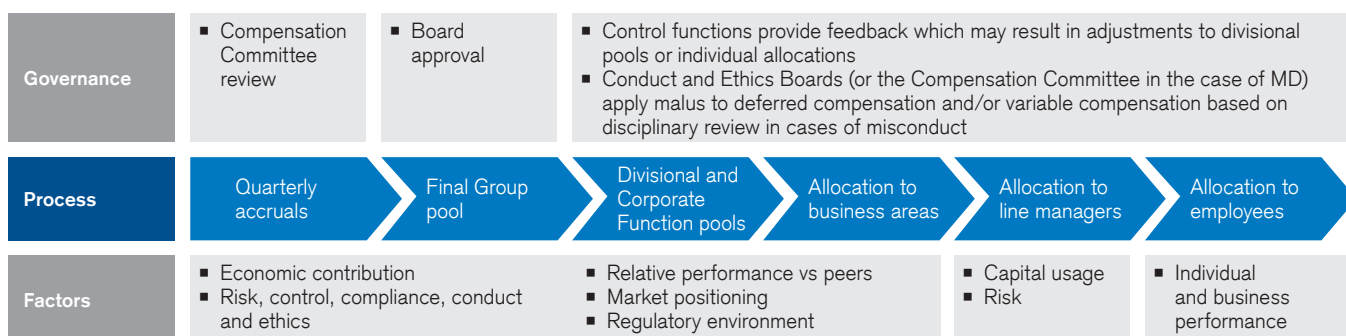 Governance
▪ Compensation
Committee
review
▪ Board
approval
▪ Control functions provide feedback which may result in adjustments to divisional
pools or individual allocations
▪ Conduct and Ethics Boards (or the Compensation Committee in the case of MD)
apply malus to deferred compensation and/or variable compensation based on
disciplinary review in cases of misconduct
Process
Quarterly
accruals
Final Group
pool
Divisional and
Corporate
Function pools
Allocation to
business areas
Allocation to
line managers
Allocation to
employees
Factors
▪ Economic contribution
▪ Risk, control, compliance, conduct
and ethics
▪ Relative performance vs peers
▪ Market positioning
▪ Regulatory environment
▪ Capital usage
▪ Risk
▪ Individual
and business
performance